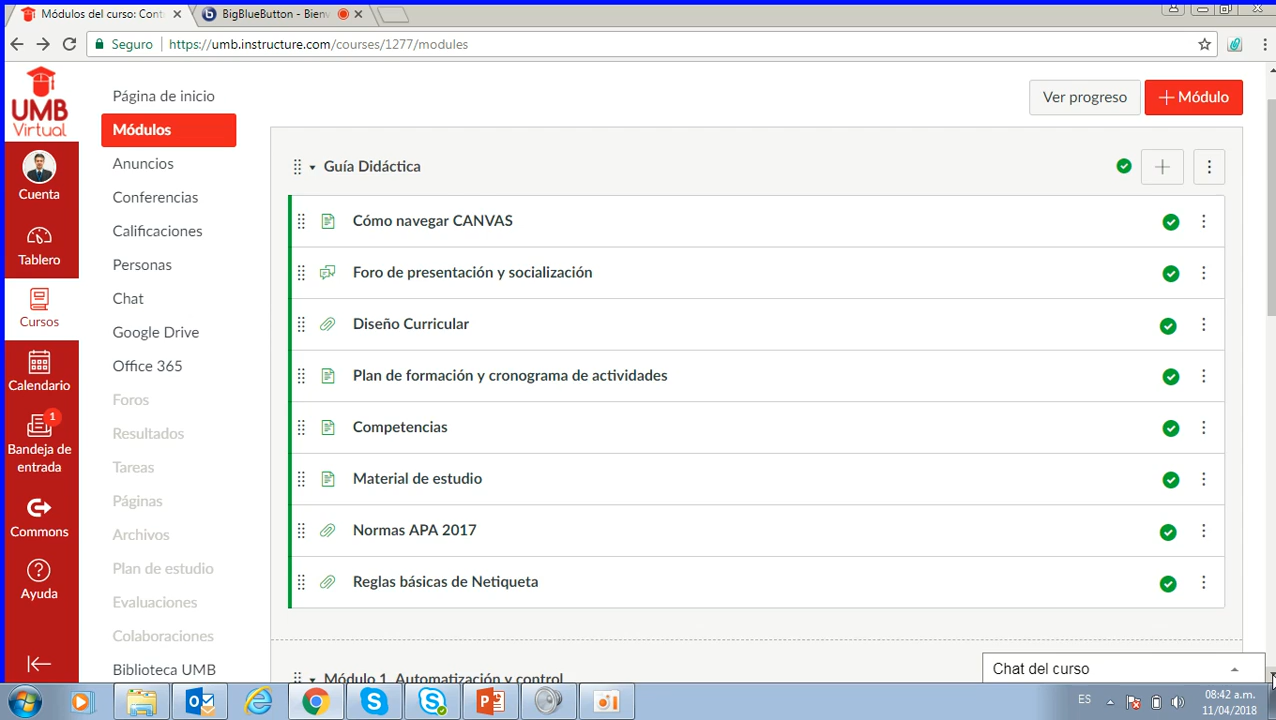 Módulos del curso: Cont
BigBlueButton - Bienv
Seguro
https://umb.instructure.com/courses/1277/modules
UMB
Virtual
Cuenta
Tablero
Cursos
Calendario
1
Bandeja de
entrada
Commons
Ayuda
Página de inicio
Módulos
Anuncios
Conferencias
Calificaciones
Personas
Chat
Google Drive
Office 365
Foros
Resultados
Tareas
Páginas
Archivos
Plan de estudio
Evaluaciones
Colaboraciones
Biblioteca UMB
Ver progreso
+ Módulo
Guía Didáctica
Cómo navegar CANVAS
Foro de presentación y socialización
Diseño Curricular
Plan de formación y cronograma de actividades
Competencias
Material de estudio
Normas APA 2017
Reglas básicas de Netiqueta
Módulo 1. Automatización y control
Chat del curso
ES
08:42 a.m.
11/04/2018